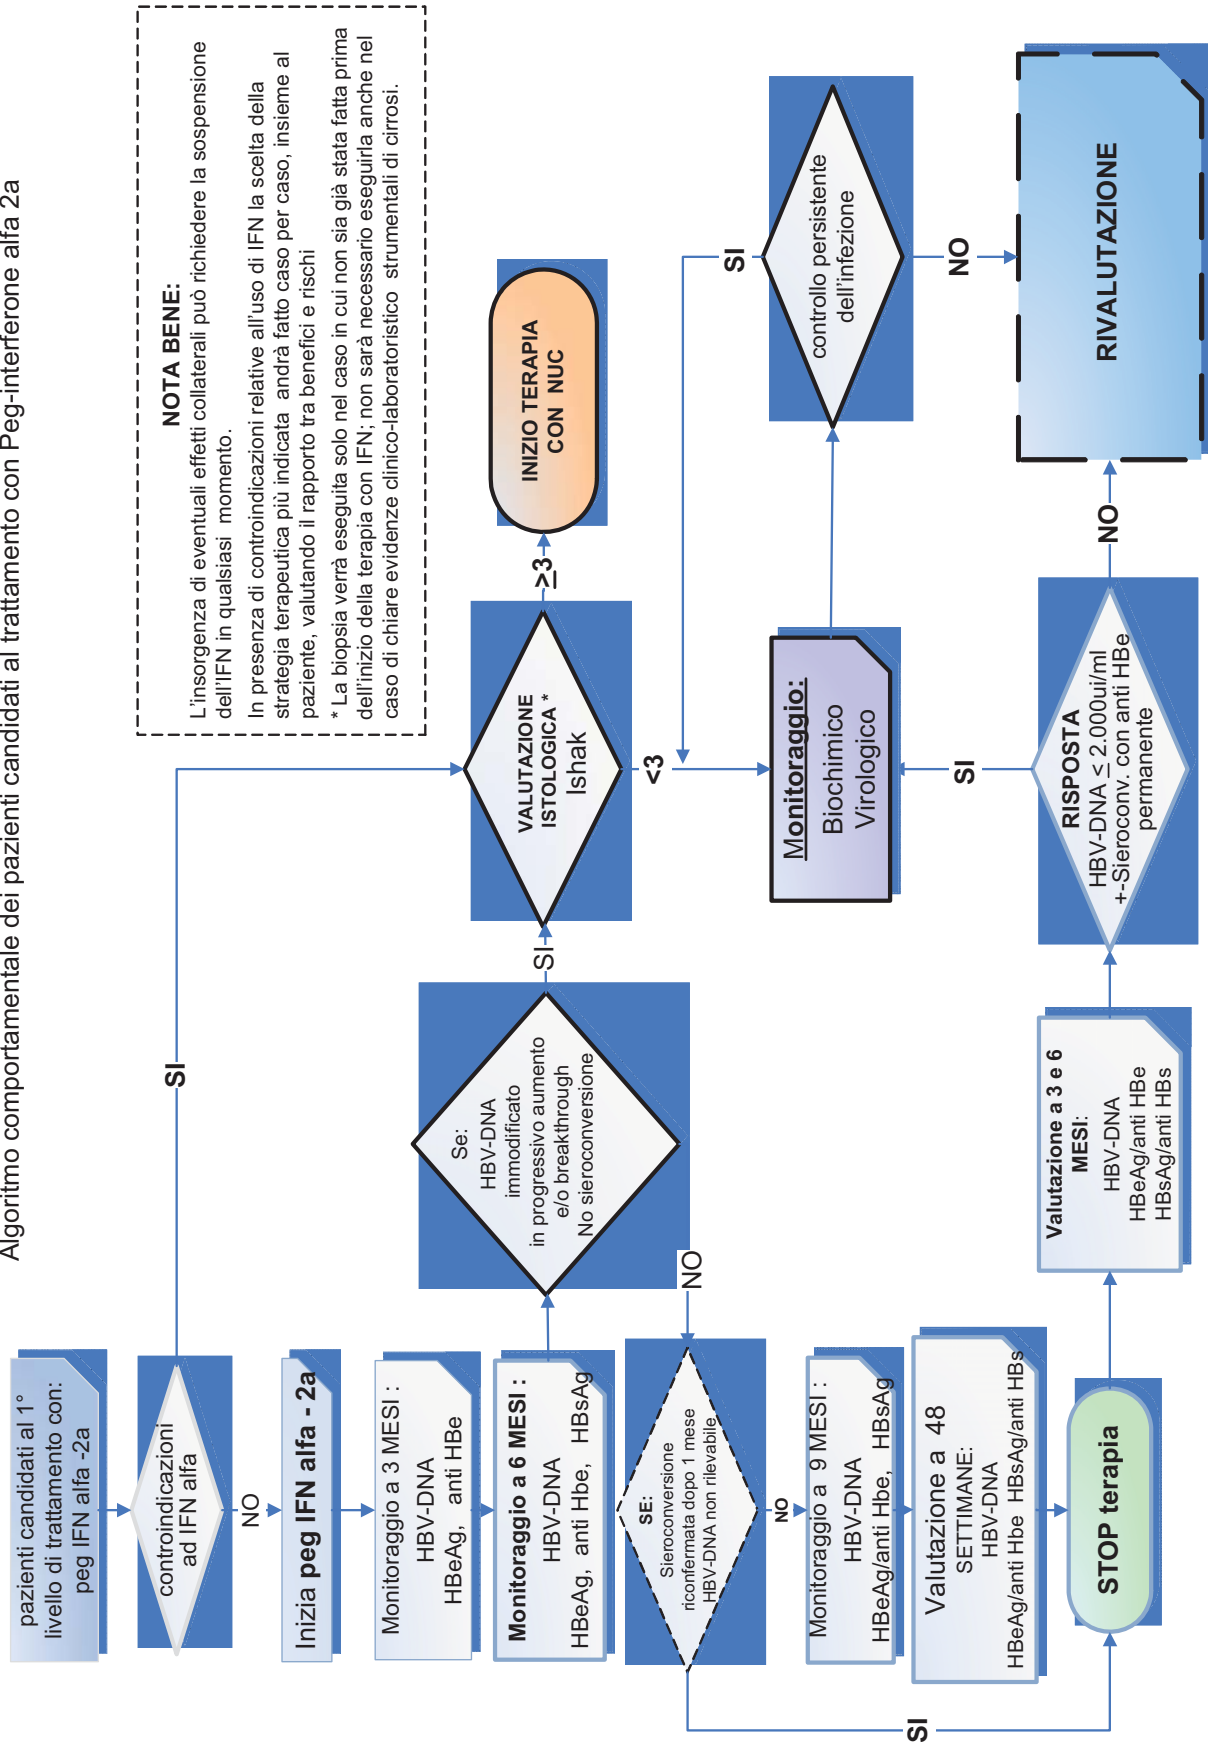 Algoritmo comportamentale dei pazienti candidati al trattamento con Peg-interferone alfa 2a
pazienti candidati al 1°
livello di trattamento con:
peg IFN alfa -2a
controindicazioni
ad IFN alfa
SI
NO
Inizia peg IFN alfa - 2a
Monitoraggio a 3 MESI :
HBV-DNA
HBeAg, anti HBe
Monitoraggio a 6 MESI :
HBV-DNA
HBeAg, anti Hbe, HBsAg
Se:
HBV-DNA
immodificato
in progressivo aumento
e/o breakthrough
No sieroconversione
SI
NO
SE:
Sieroconversione
riconfermata dopo 1 mese
HBV-DNA non rilevabile
NO
SI
Monitoraggio a 9 MESI :
HBV-DNA
HBeAg/anti Hbe, HBsAg
Valutazione a 48
SETTIMANE:
HBV-DNA
HBeAg/anti Hbe HBsAg/anti HBs
STOP terapia
Valutazione a 3 e 6
MESI:
HBV-DNA
HBeAg/anti HBe
HBsAg/anti HBs
RISPOSTA
HBV-DNA ≤ 2.000ui/ml
+-Sieroconv. con anti HBe
permanente
SI
NO
VALUTAZIONE
ISTOLOGICA *
Ishak
≥3
<3
INIZIO TERAPIA
CON NUC
Monitoraggio:
Biochimico
Virologico
controllo persistente
dell'infezione
SI
NO
RIVALUTAZIONE
NOTA BENE:
L'insorgenza di eventuali effetti collaterali può richiedere la sospensione
dell'IFN in qualsiasi momento.
In presenza di controindicazioni relative all'uso di IFN la scelta della
strategia terapeutica più indicata andrà fatto caso per caso, insieme al
paziente, valutando il rapporto tra benefici e rischi
* La biopsia verrà eseguita solo nel caso in cui non sia già stata fatta prima
dell'inizio della terapia con IFN; non sarà necessario eseguirla anche nel
caso di chiare evidenze clinico-laboratoristico strumentali di cirrosi.